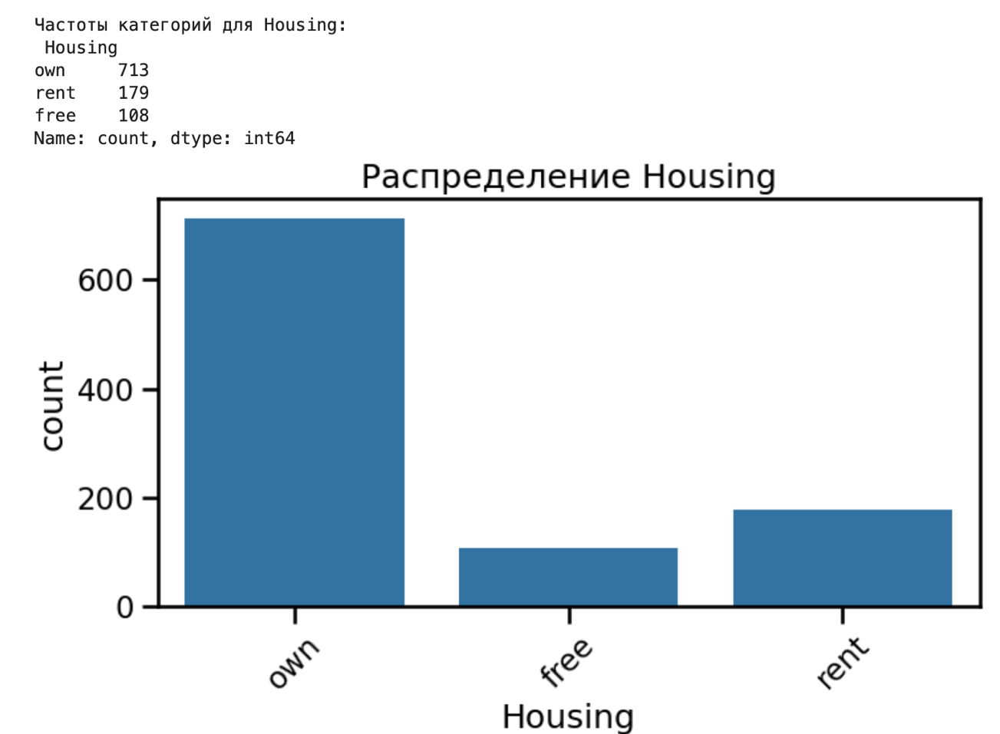 Частоты категорий для Housing:
Housing
own 713
rent 179
free 108
Name: count, dtype: int64
Распределение Housing
600
400
200
0
count
own
free
rent
Housing